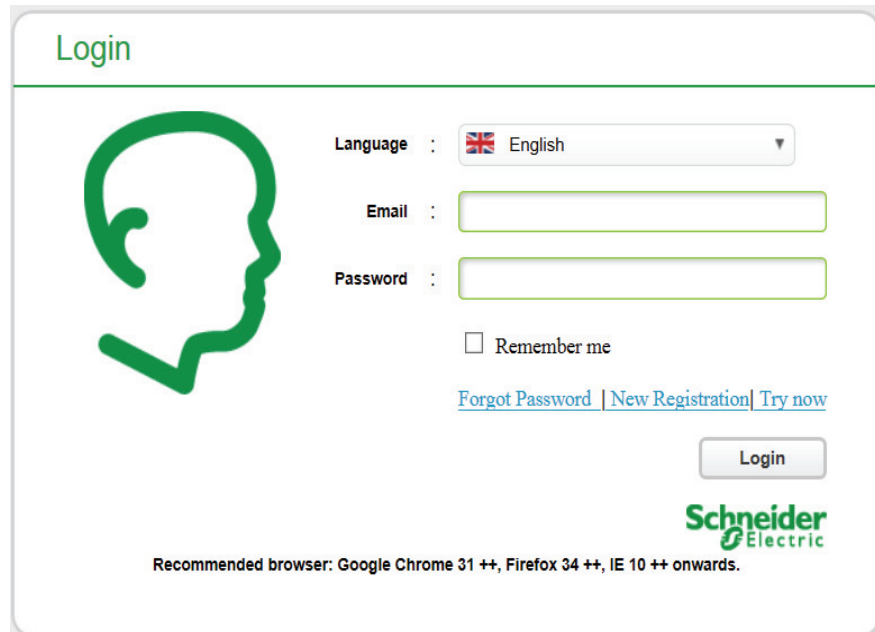 Login
Language : English
Email :
Password :
Remember me
Forgot Password | New Registration| Try now
Login
Schneider
Electric
Recommended browser: Google Chrome 31 ++, Firefox 34 ++, IE 10 ++ onwards.